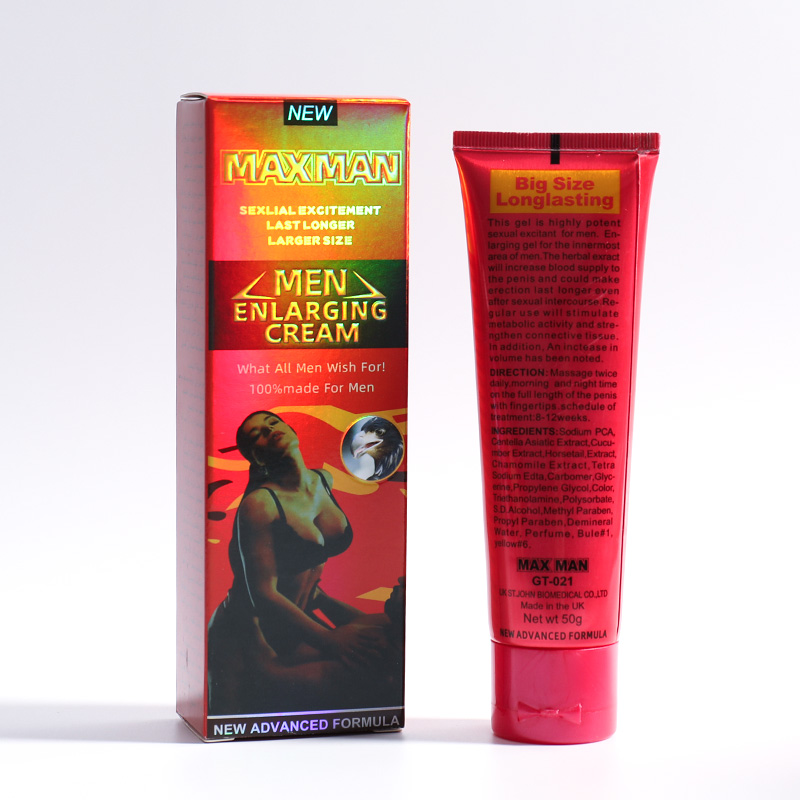 NEW
MAXMAN
SEXLIAL EXCITEMENT
LAST LONGER
LARGER SIZE
MEN
ENLARGING
CREAM
What All Men Wish For!
100%made For Men
NEW ADVANCED FORMULA
Big Size
Longlasting
This gel is highly potent
sexual excitant for men. En-
larging gel for the innermost
area of men.The herbal exract
will increase blood supply to
the penis and could make
erection last longer even
after sexual intercourse.Re-
gular use will stimulate
metabolic activity and stre-
ngthen connective tissue.
In addition, An inctease in
volume has been noted.
DIRECTION: Massage twice
daily,morning and night time
on the full length of the penis
with fingertips,schedule of
treatment:8-12weeks.
INGREDIENTS:Sodium PCA,
Centella Asiatic Extract,Cucu-
mber Extract,Horsetail,Extract,
Chamomile Extract,Tetra
Sodium Edta,Carbomer,Glyc-
erine,Propylene Glycol,Color,
Triethanolamine,Polysorbate,
S.D.Alcohol,Methyl Paraben,
Propyl Paraben,Demineral
Water, Perfume, Bule#1,
yellow#6.
MAX MAN
GT-021
UK ST.JOHN BIOMEDICAL CO.,LTD
Made in the UK
Net wt 50g
NEW ADVANCED FORMULA